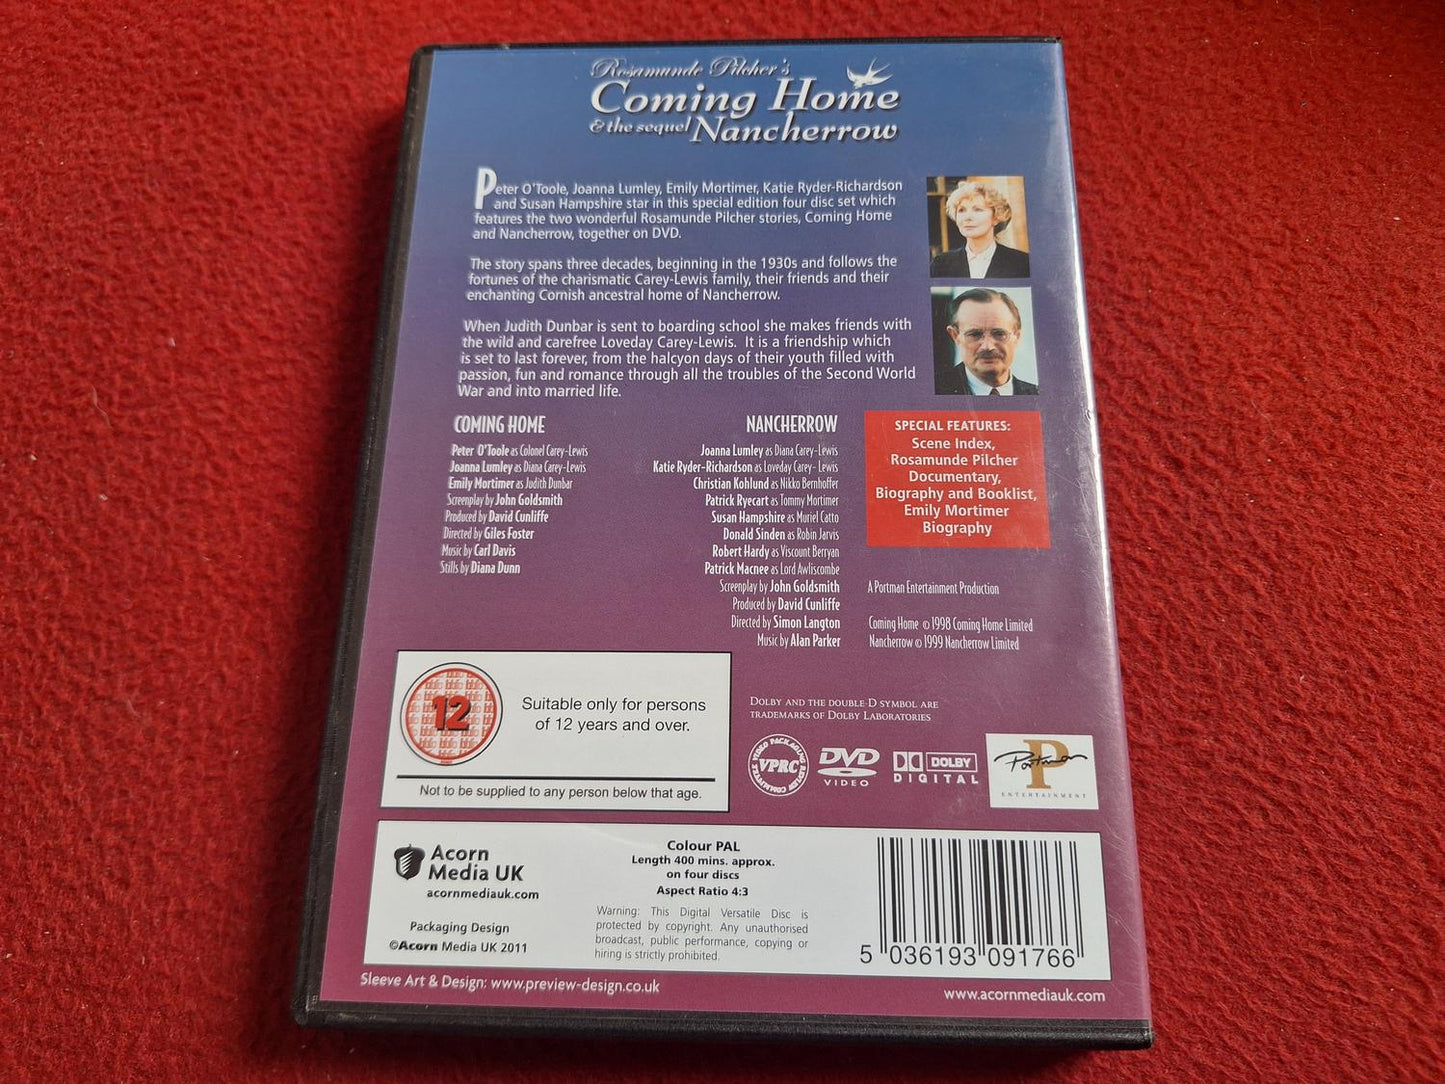 Rosamunde Pilcher's
Coming Home
& the sequel Nancherrow
Peter O'Toole, Joanna Lumley, Emily Mortimer, Katie Ryder-Richardson
and Susan Hampshire star in this special edition four disc set which
features the two wonderful Rosamunde Pilcher stories, Coming Home
and Nancherrow, together on DVD.
The story spans three decades, beginning in the 1930s and follows the
fortunes of the charismatic Carey-Lewis family, their friends and their
enchanting Cornish ancestral home of Nancherrow.
When Judith Dunbar is sent to boarding school she makes friends with
the wild and carefree Loveday Carey-Lewis. It is a friendship which
is set to last forever, from the halcyon days of their youth filled with
passion, fun and romance through all the troubles of the Second World
War and into married life.
COMING HOME
Peter O'Toole as Colonel Carey-Lewis
Joanna Lumley as Diana Carey-Lewis
Emily Mortimer as Judith Dunbar
Screenplay by John Goldsmith
Produced by David Cunliffe
Directed by Giles Foster
Music by Carl Davis
Stills by Diana Dunn
NANCHERROW
Joanna Lumley as Diana Carey-Lewis
Katie Ryder-Richardson as Loveday Carey- Lewis
Christian Kohlund as Nikko Bernhoffer
Patrick Ryecart as Tommy Mortimer
Susan Hampshire as Muriel Catto
Donald Sinden as Robin Jarvis
Robert Hardy as Viscount Berryan
Patrick Macnee as Lord Awliscombe
Screenplay by John Goldsmith
Produced by David Cunliffe
Directed by Simon Langton
Music by Alan Parker
SPECIAL FEATURES:
Scene Index,
Rosamunde Pilcher
Documentary,
Biography and Booklist,
Emily Mortimer
Biography
A Portman Entertainment Production
Coming Home © 1998 Coming Home Limited
Nancherrow © 1999 Nancherrow Limited
12
Suitable only for persons
of 12 years and over.
Not to be supplied to any person below that age.
DOLBY AND THE DOUBLE-D SYMBOL ARE
TRADEMARKS OF DOLBY LABORATORIES
VIDEO PACKAGING REVIEW COMMITTEE
VPRC
DVD
VIDEO
DOLBY
DIGITAL
P
Portman
ENTERTAINMENT
Acorn
Media UK
acornmediauk.com
Packaging Design
©Acorn Media UK 2011
Colour PAL
Length 400 mins. approx.
on four discs
Aspect Ratio 4:3
Warning: This Digital Versatile Disc is
protected by copyright. Any unauthorised
broadcast, public performance, copying or
hiring is strictly prohibited.
5 036193 091766
Sleeve Art & Design: www.preview-design.co.uk
www.acornmediauk.com